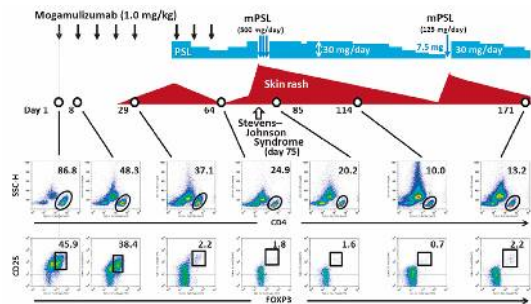 Mogamulizumab (1.0 mg/kg)
mPSL
(500 mg/day)
mPSL
(125 mg/day)
PSL
30 mg/day
7.5 mg
30 mg/day
Skin rash
Day 1
8
29
64
85
114
171
Stevens–
Johnson
Syndrome
(day 75)
SSC-H
86.8
48.3
37.1
24.9
20.2
10.0
13.2
CD4
CD25
45.9
38.4
2.2
1.8
1.6
0.7
2.2
FOXP3